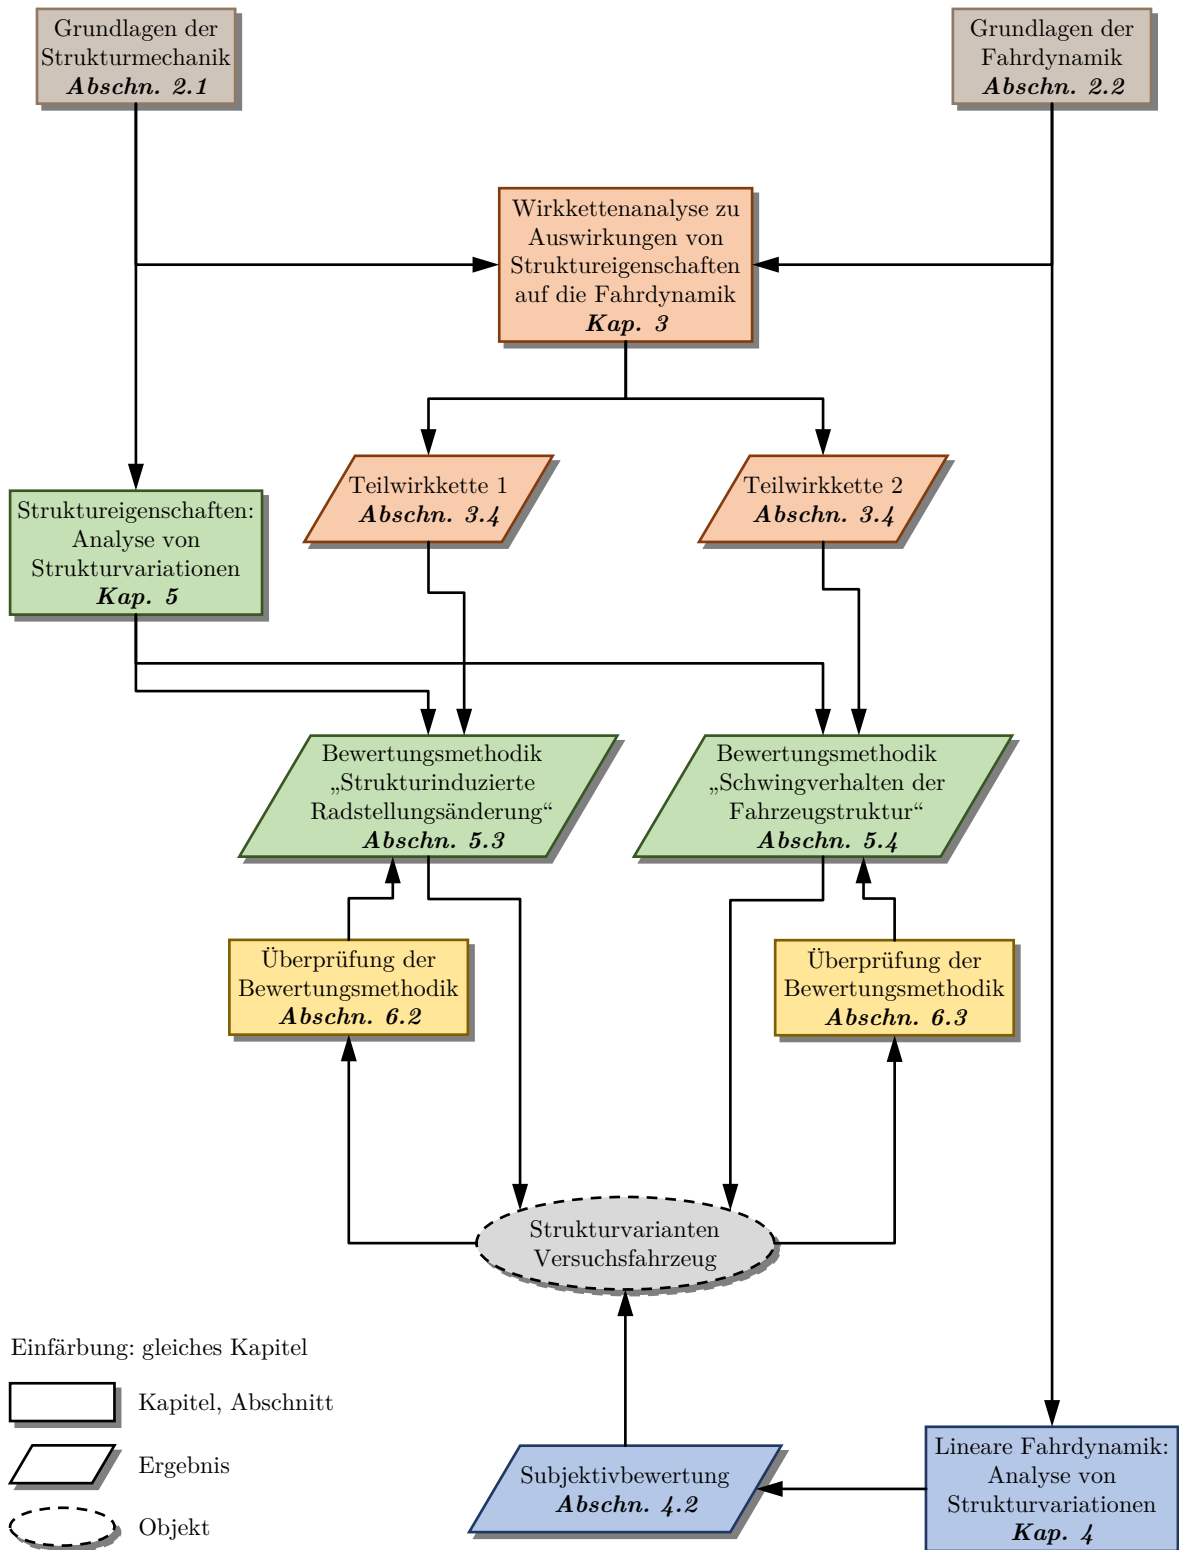 Grundlagen der
Strukturmechanik
Abschn. 2.1
Grundlagen der
Fahrdynamik
Abschn. 2.2
Wirkkettenanalyse zu
Auswirkungen von
Struktureigenschaften
auf die Fahrdynamik
Kap. 3
Teilwirkkette 1
Abschn. 3.4
Teilwirkkette 2
Abschn. 3.4
Struktureigenschaften:
Analyse von
Strukturvariationen
Kap. 5
Bewertungsmethodik
„Strukturinduzierte
Radstellungsänderung“
Abschn. 5.3
Bewertungsmethodik
„Schwingverhalten der
Fahrzeugstruktur“
Abschn. 5.4
Überprüfung der
Bewertungsmethodik
Abschn. 6.2
Überprüfung der
Bewertungsmethodik
Abschn. 6.3
Strukturvarianten
Versuchsfahrzeug
Einfärbung: gleiches Kapitel
Kapitel, Abschnitt
Ergebnis
Objekt
Subjektivbewertung
Abschn. 4.2
Lineare Fahrdynamik:
Analyse von
Strukturvariationen
Kap. 4